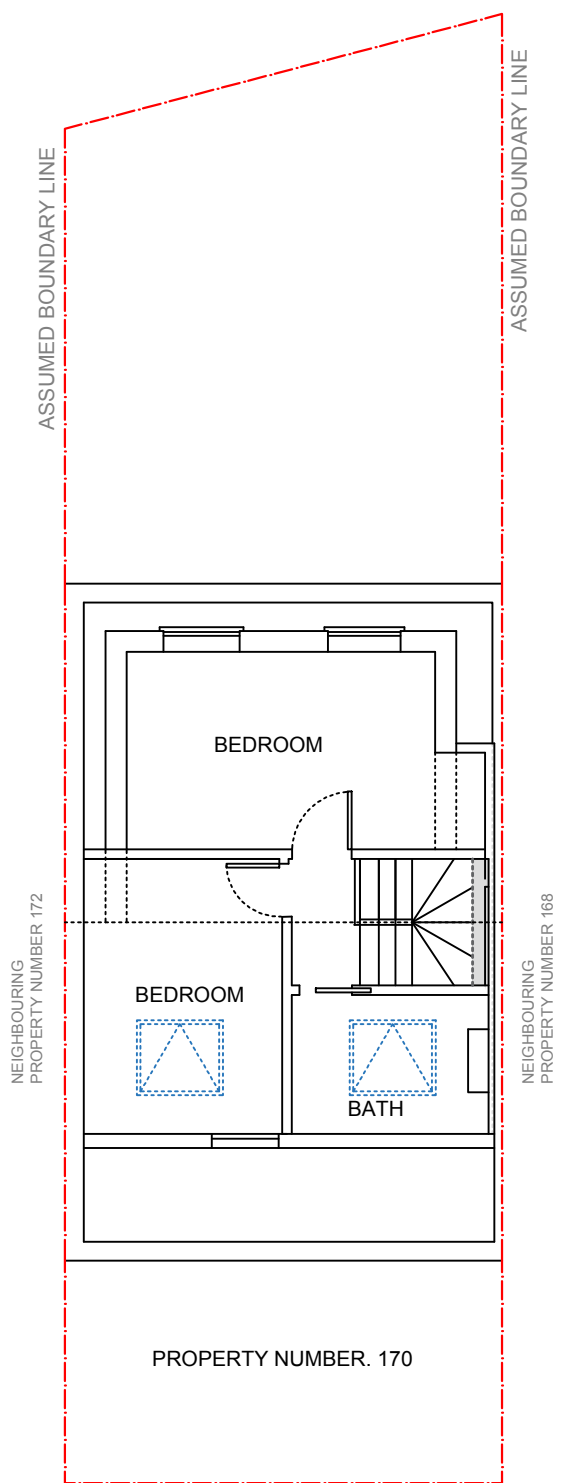 ASSUMED BOUNDARY LINE
ASSUMED BOUNDARY LINE
BEDROOM
NEIGHBOURING
PROPERTY NUMBER 172
NEIGHBOURING
PROPERTY NUMBER 168
BEDROOM
BATH
PROPERTY NUMBER. 170